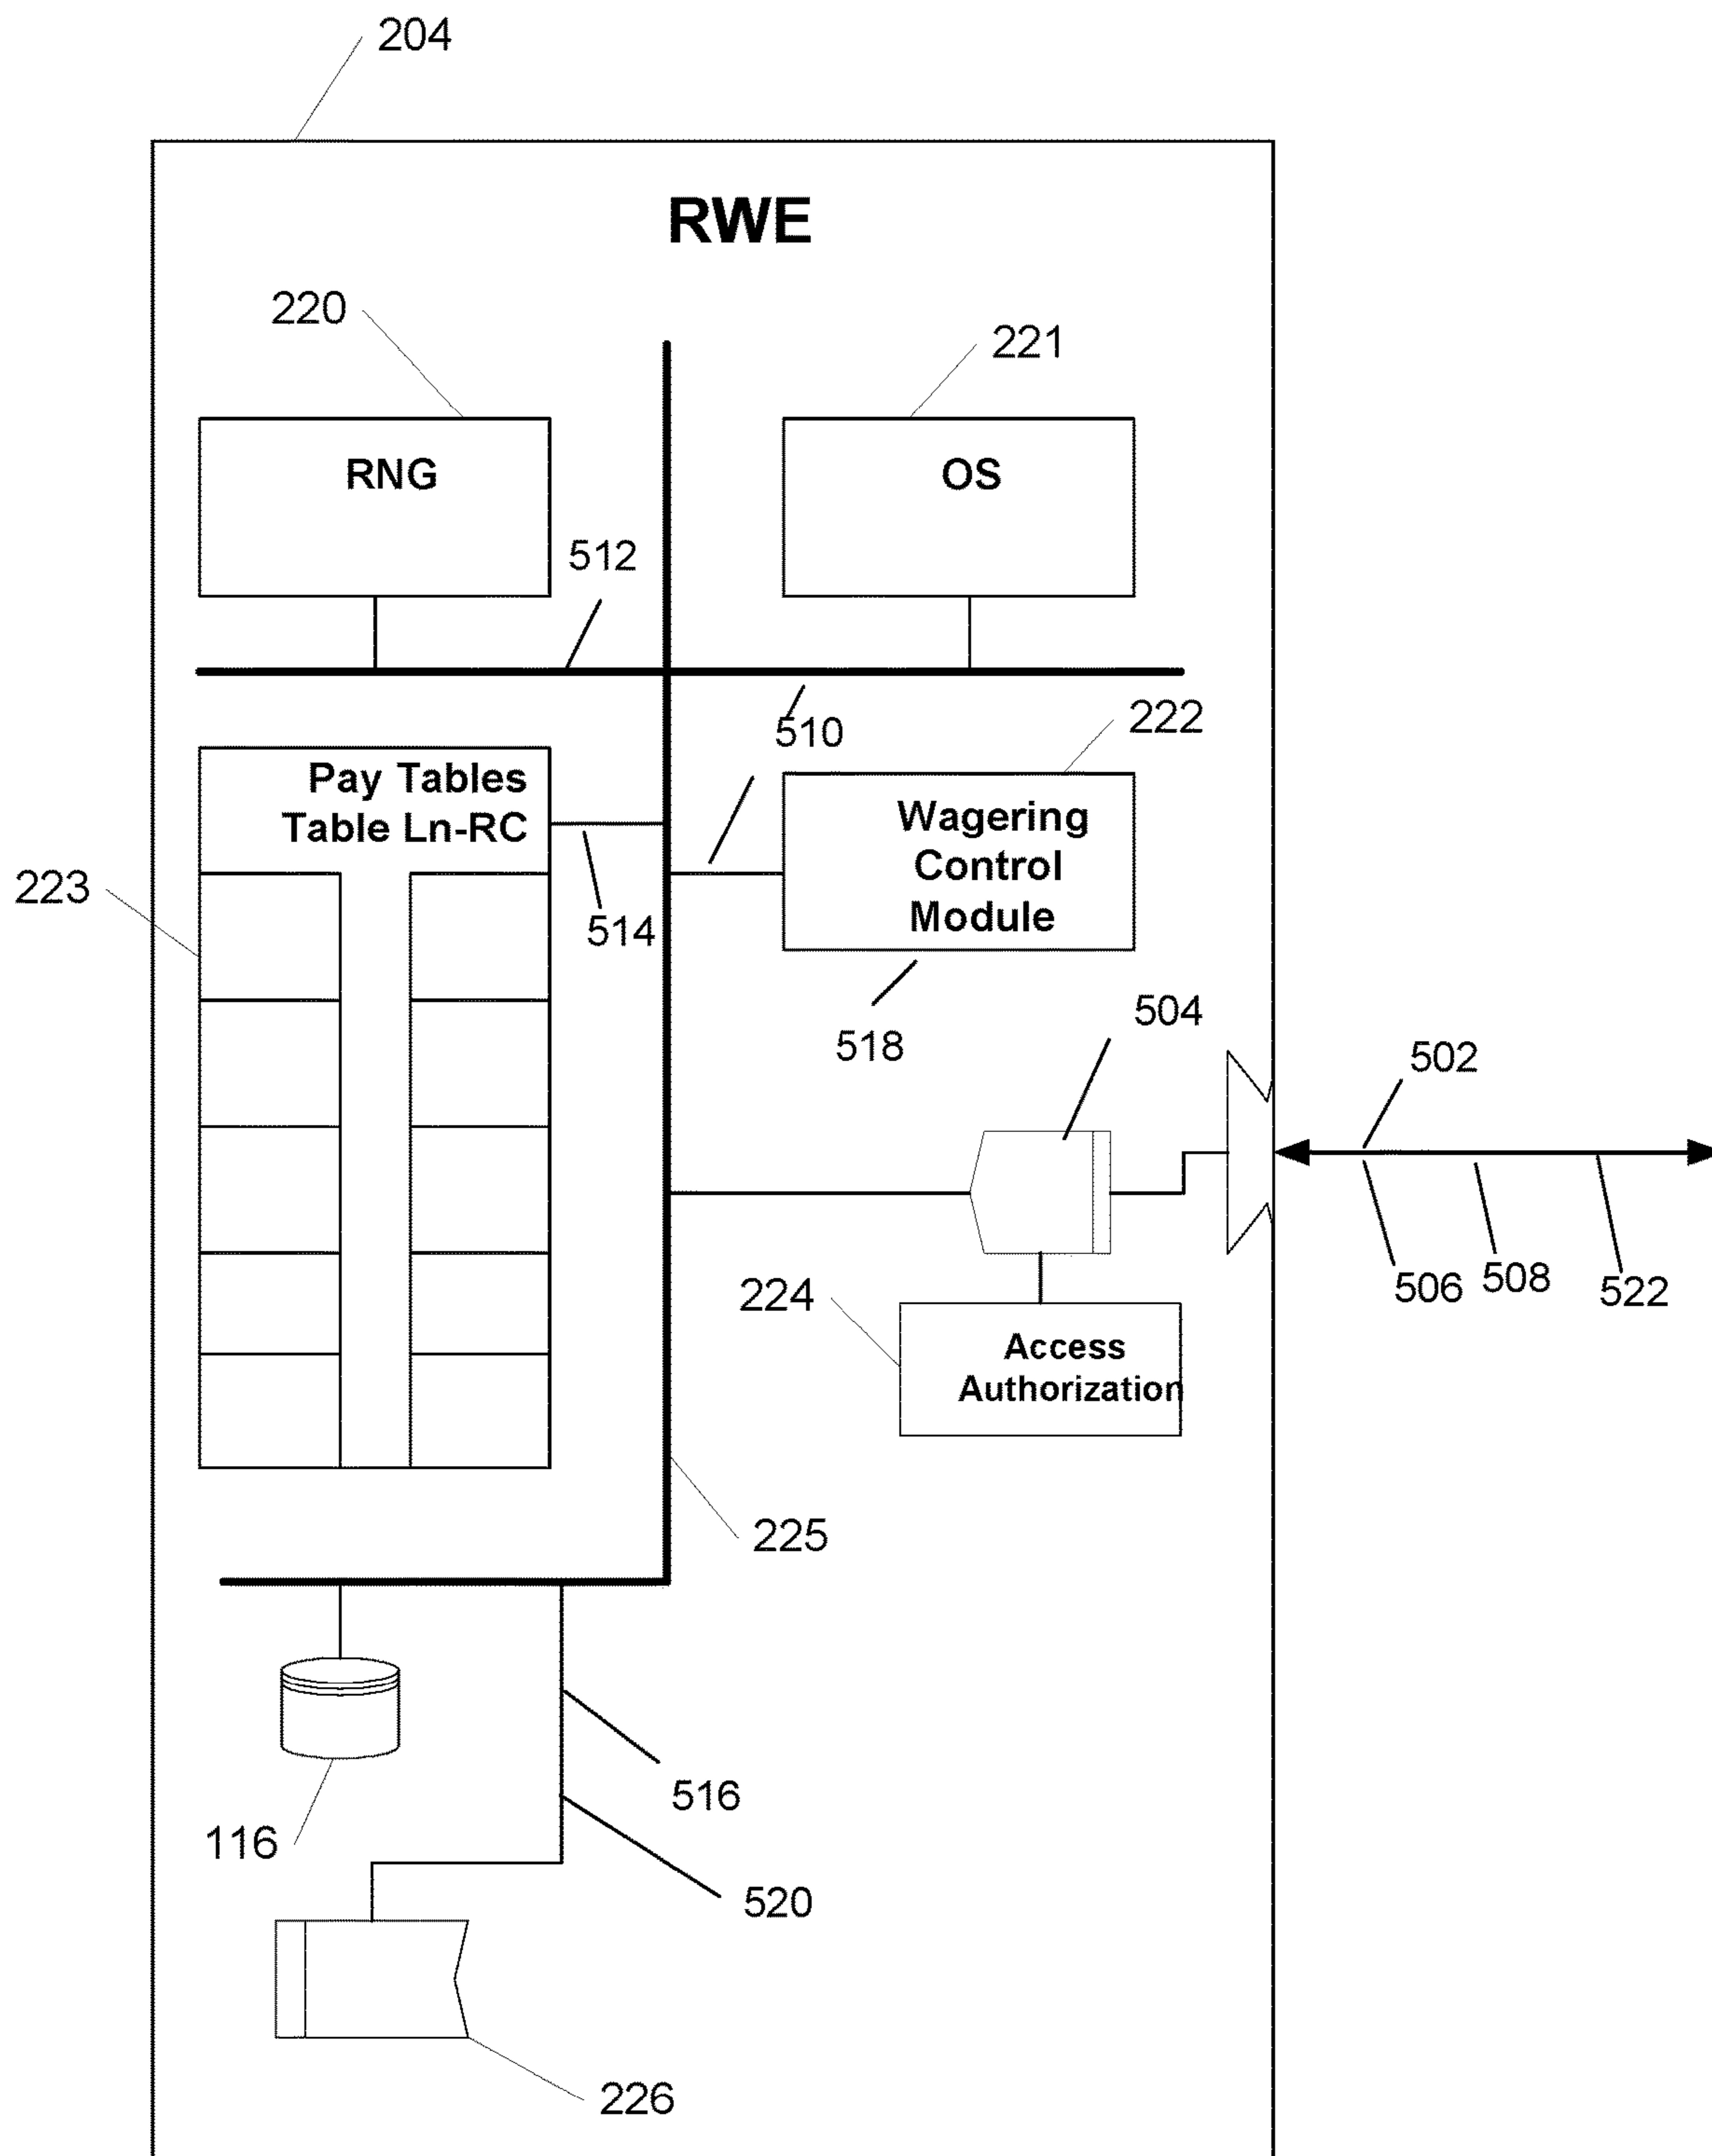 204
RWE
220
221
RNG
OS
512
510
222
Pay Tables
Table Ln-RC
Wagering
Control
Module
223
514
518
504
502
506
508
522
224
Access
Authorization
225
516
116
520
226